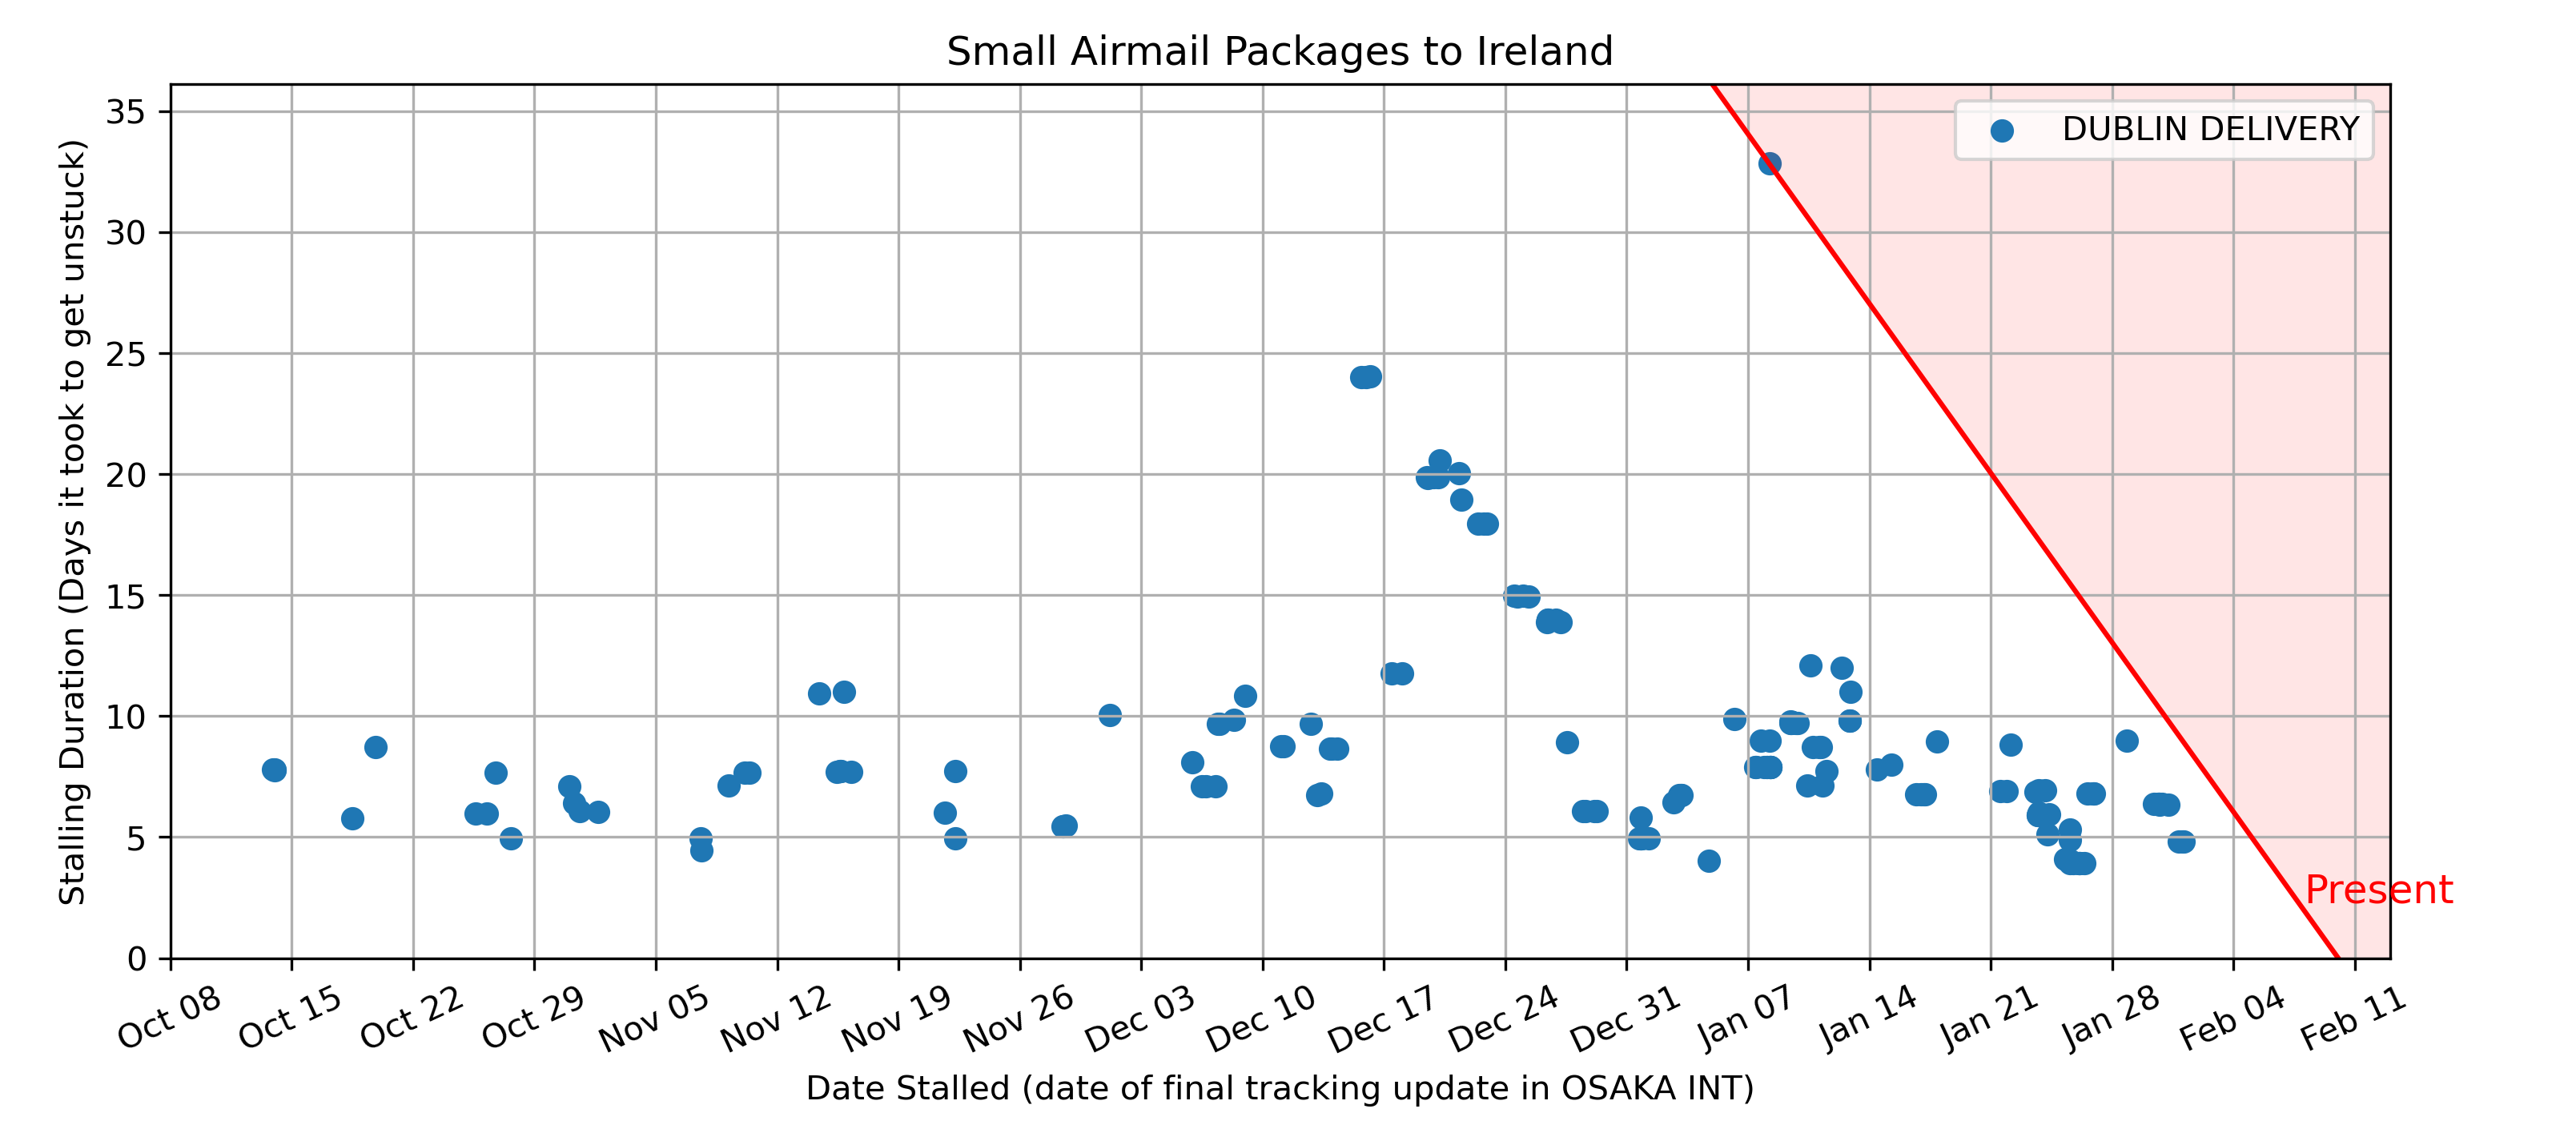 Small Airmail Packages to Ireland
DUBLIN DELIVERY
Stalling Duration (Days it took to get unstuck)
35
30
25
20
15
10
5
0
Present
Oct 08 Oct 15 Oct 22 Oct 29 Nov 05 Nov 12 Nov 19 Nov 26 Dec 03 Dec 10 Dec 17 Dec 24 Dec 31 Jan 07 Jan 14 Jan 21 Jan 28 Feb 04 Feb 11
Date Stalled (date of final tracking update in OSAKA INT)